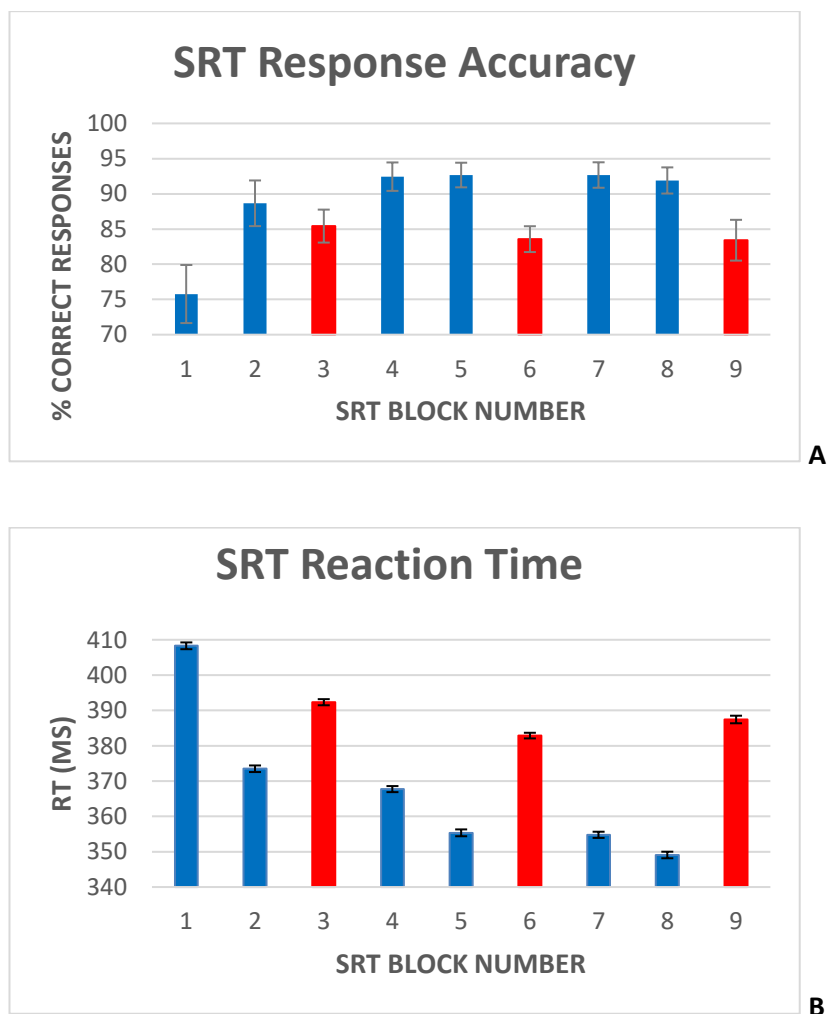 SRT Response Accuracy
% CORRECT RESPONSES
100
95
90
85
80
75
70
1 2 3 4 5 6 7 8 9
SRT BLOCK NUMBER
A
SRT Reaction Time
RT (MS)
410
400
390
380
370
360
350
340
1 2 3 4 5 6 7 8 9
SRT BLOCK NUMBER
B